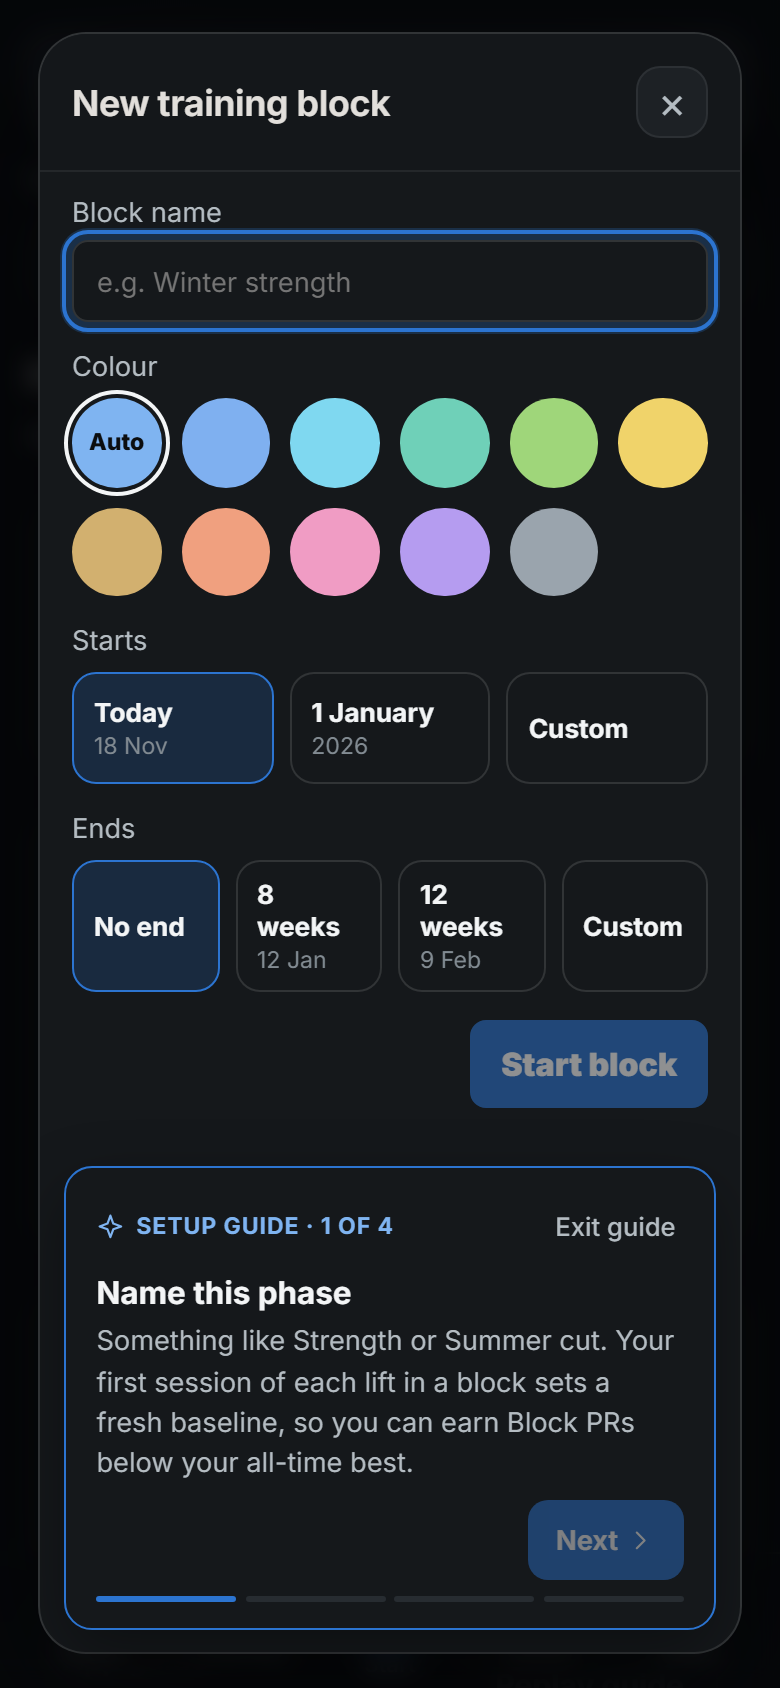 New training block
Block name
e.g. Winter strength
Colour
Auto
Starts
Today
18 Nov
1 January
2026
Custom
Ends
No end
8
weeks
12 Jan
12
weeks
9 Feb
Custom
Start block
SETUP GUIDE · 1 OF 4
Exit guide
Name this phase
Something like Strength or Summer cut. Your
first session of each lift in a block sets a
fresh baseline, so you can earn Block PRs
below your all-time best.
Next